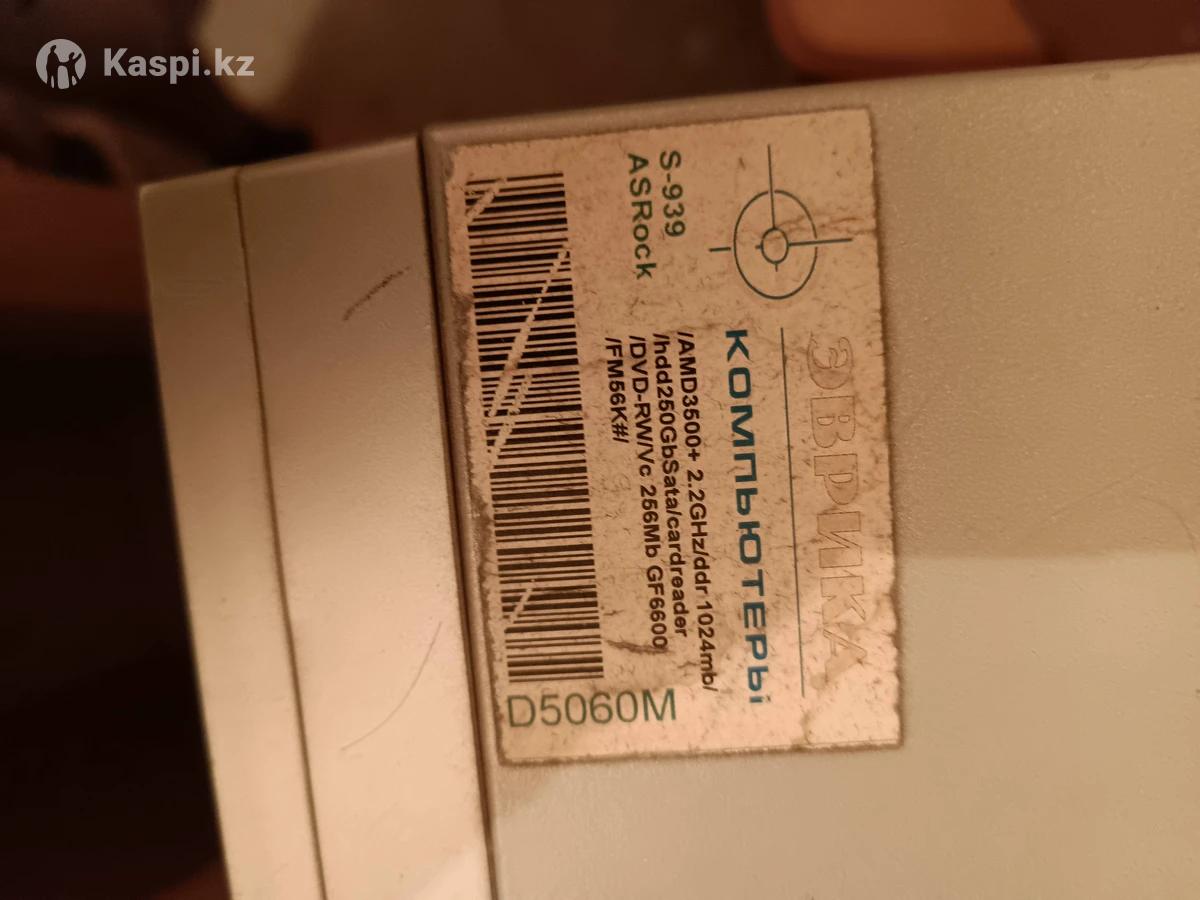 Kaspi.kz
ЭВРИКА
КОМПЬЮТЕРЫ
S-939
ASRock
/AMD3500+ 2.2GHz/ddr 1024mb/
/hdd250GbSata/cardreader
/DVD-RW/Vc 256Mb GF6600
/FM56K#/
D5060M